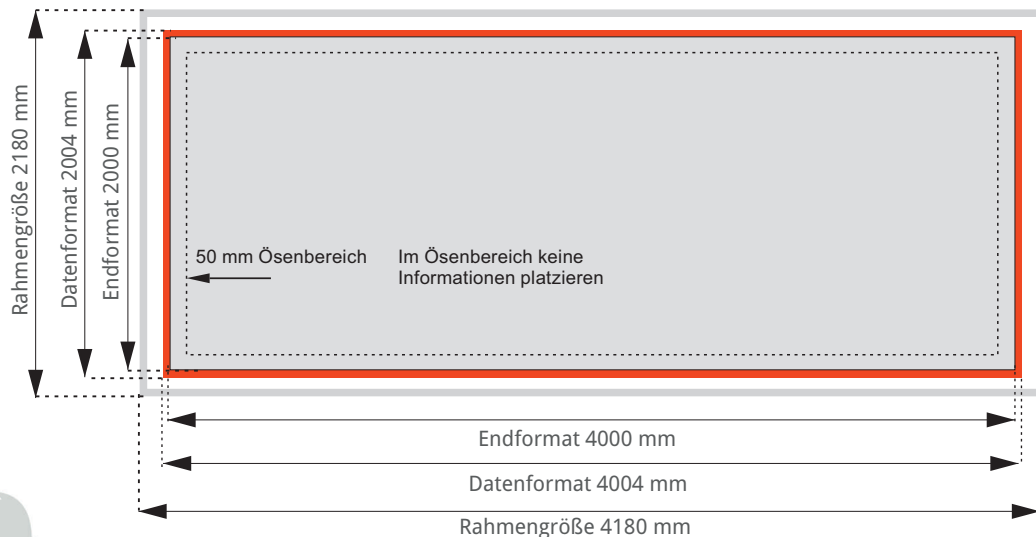 Rahmengröße 2180 mm
Datenformat 2004 mm
Endformat 2000 mm
50 mm Ösenbereich
Im Ösenbereich keine
Informationen platzieren
Endformat 4000 mm
Datenformat 4004 mm
Rahmengröße 4180 mm